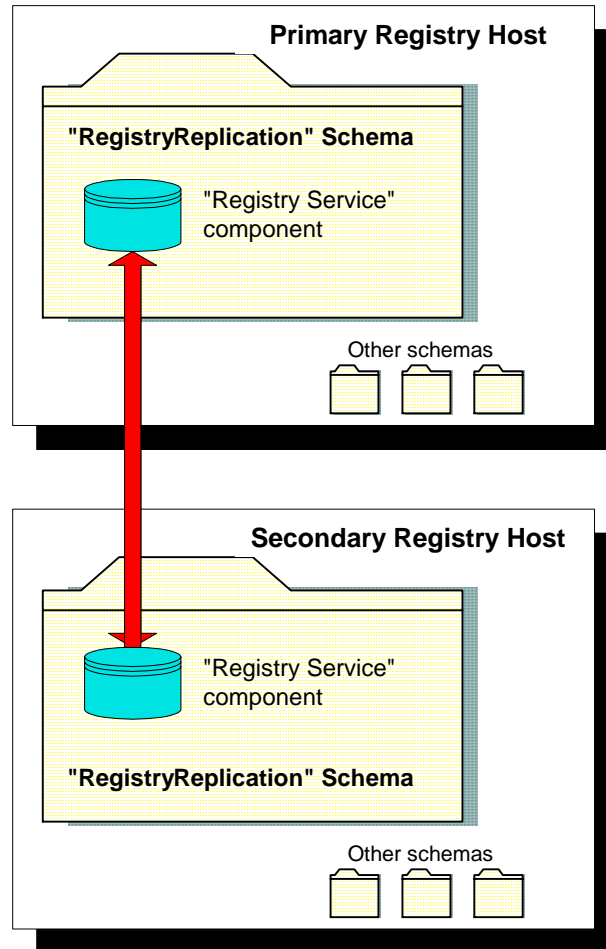 Primary Registry Host
"RegistryReplication" Schema
"Registry Service"
component
Other schemas
Secondary Registry Host
"Registry Service"
component
"RegistryReplication" Schema
Other schemas